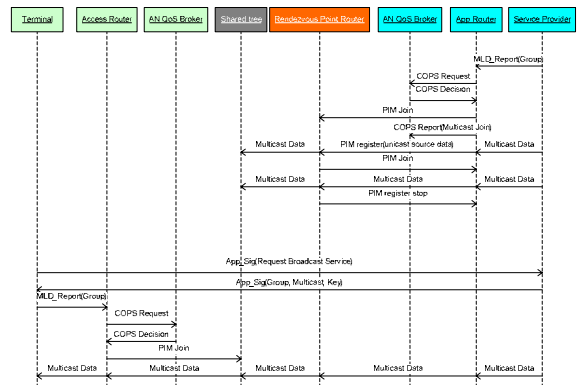 Terminal Access Router AN QoS Broker Shared tree Rendezvous Point Router AN QoS Broker App Router Service Provider
MLD_Report(Group)
COPS Request
COPS Decision
PIM Join
COPS Report(Multicast Join)
Multicast Data PIM register(unicast source data) Multicast Data
PIM Join
Multicast Data Multicast Data Multicast Data
PIM register stop
App_Sig(Request Broadcast Service)
App_Sig(Group, Multicast, Key)
MLD_Report(Group)
COPS Request
COPS Decision
PIM Join
Multicast Data Multicast Data Multicast Data Multicast Data Multicast Data